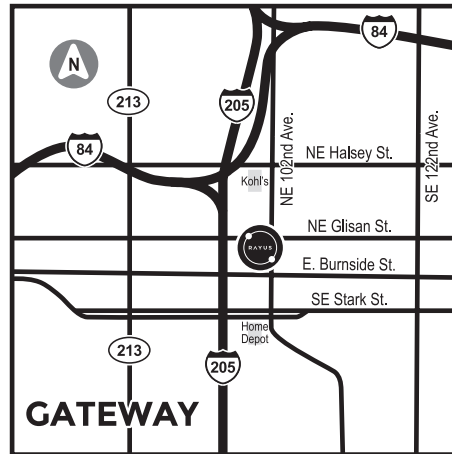 84
N
213
205
NE 102nd Ave.
SE 122nd Ave.
84
NE Halsey St.
Kohl's
NE Glisan St.
RAYUS
E. Burnside St.
SE Stark St.
Home
Depot
213
205
GATEWAY